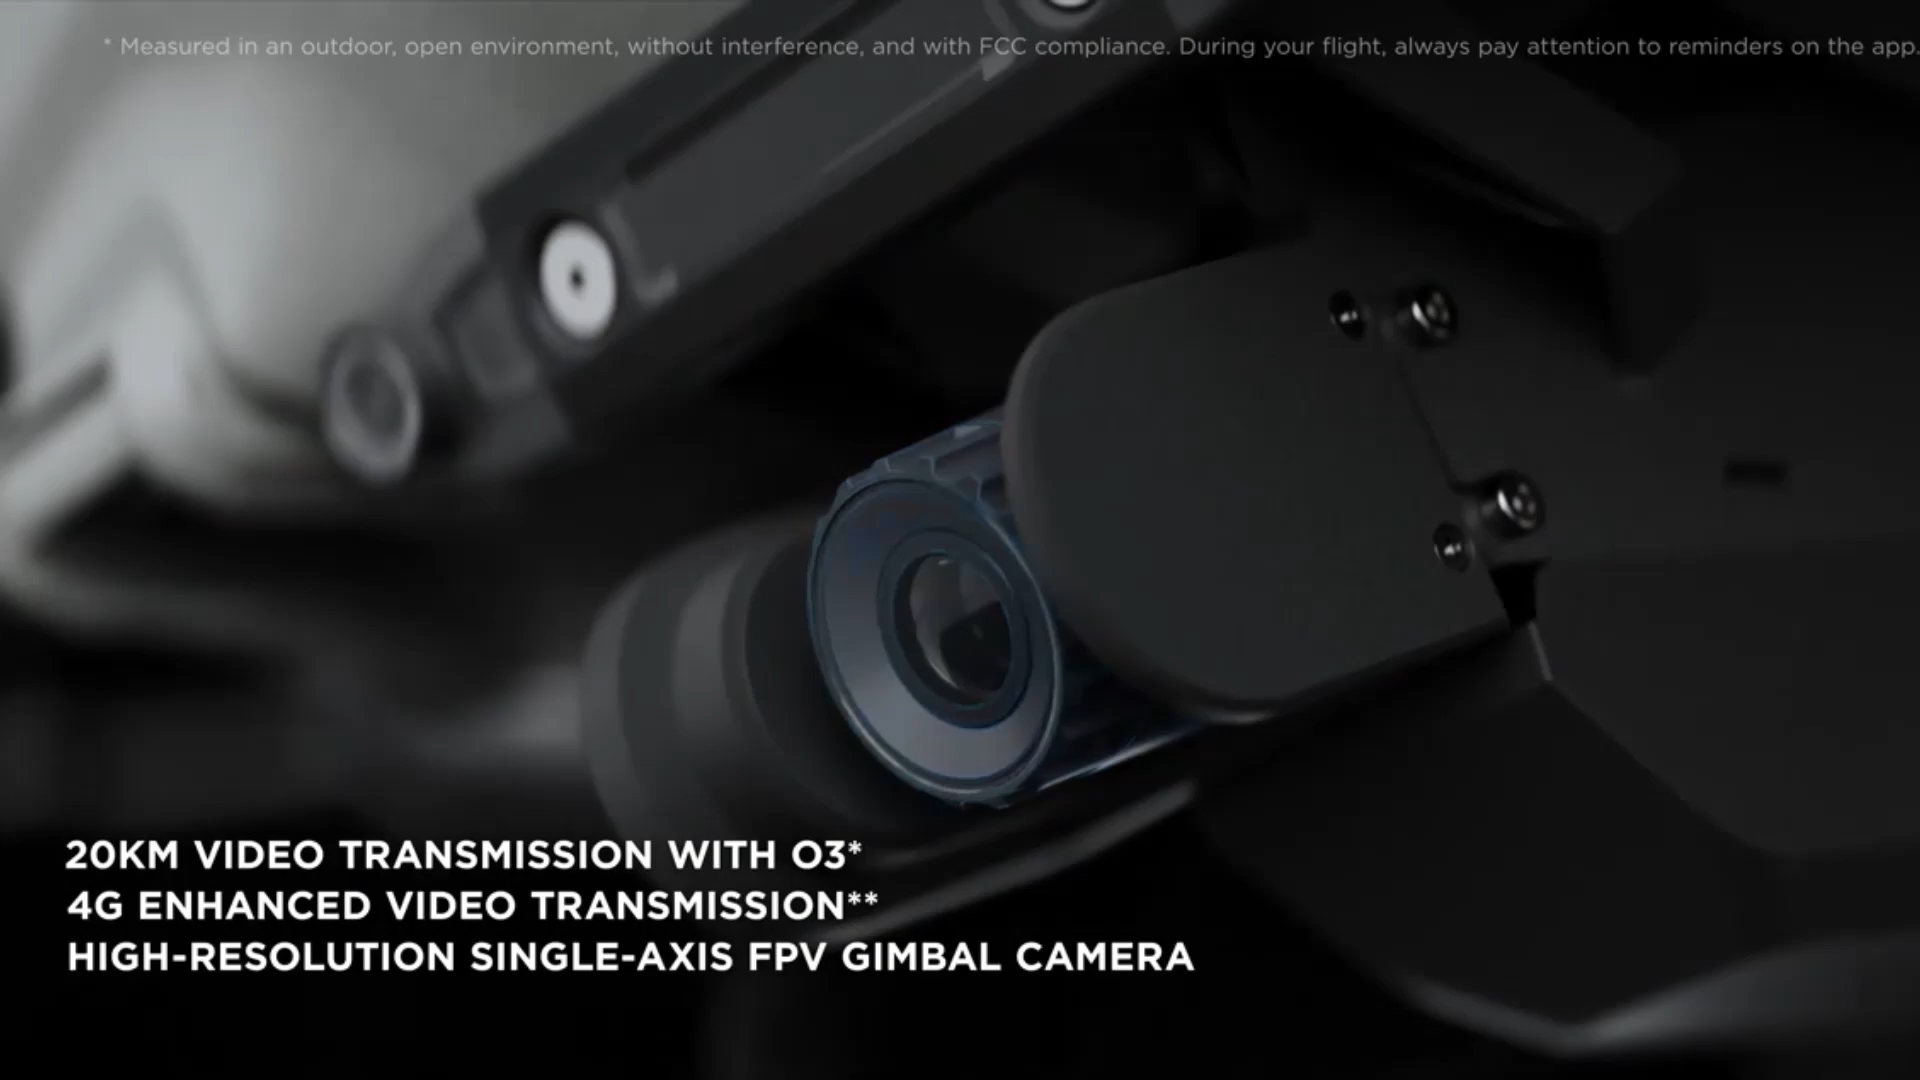 * Measured in an outdoor, open environment, without interference, and with FCC compliance. During your flight, always pay attention to reminders on the app.
20KM VIDEO TRANSMISSION WITH O3*
4G ENHANCED VIDEO TRANSMISSION**
HIGH-RESOLUTION SINGLE-AXIS FPV GIMBAL CAMERA